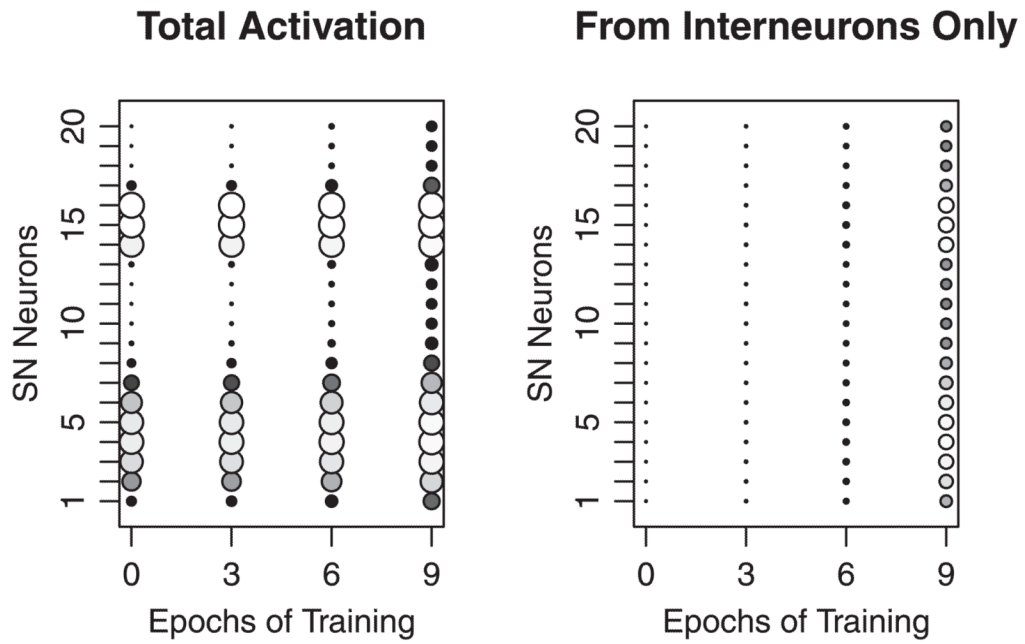 Total Activation
SN Neurons
20
15
10
5
1
0 3 6 9
Epochs of Training
From Interneurons Only
SN Neurons
20
15
10
5
1
0 3 6 9
Epochs of Training